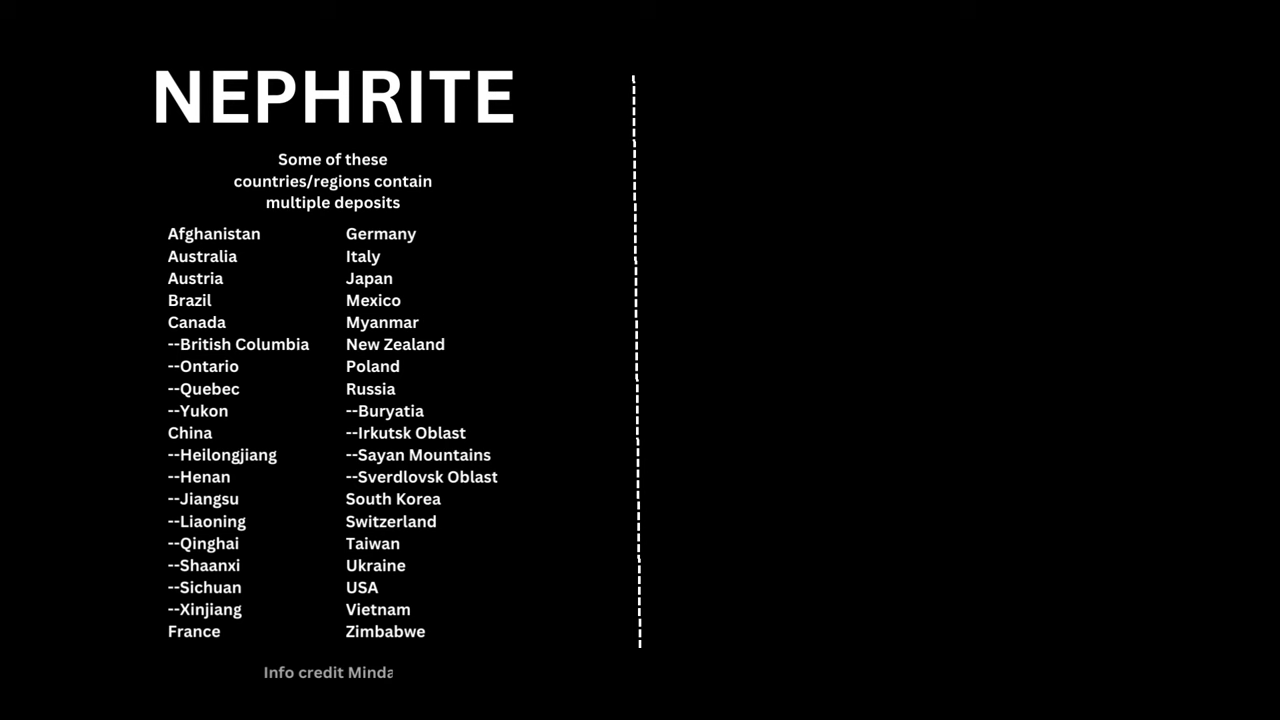 NEPHRITE
Some of these
countries/regions contain
multiple deposits
Afghanistan
Australia
Austria
Brazil
Canada
--British Columbia
--Ontario
--Quebec
--Yukon
China
--Heilongjiang
--Henan
--Jiangsu
--Liaoning
--Qinghai
--Shaanxi
--Sichuan
--Xinjiang
France
Germany
Italy
Japan
Mexico
Myanmar
New Zealand
Poland
Russia
--Buryatia
--Irkutsk Oblast
--Sayan Mountains
--Sverdlovsk Oblast
South Korea
Switzerland
Taiwan
Ukraine
USA
Vietnam
Zimbabwe
Info credit Minda